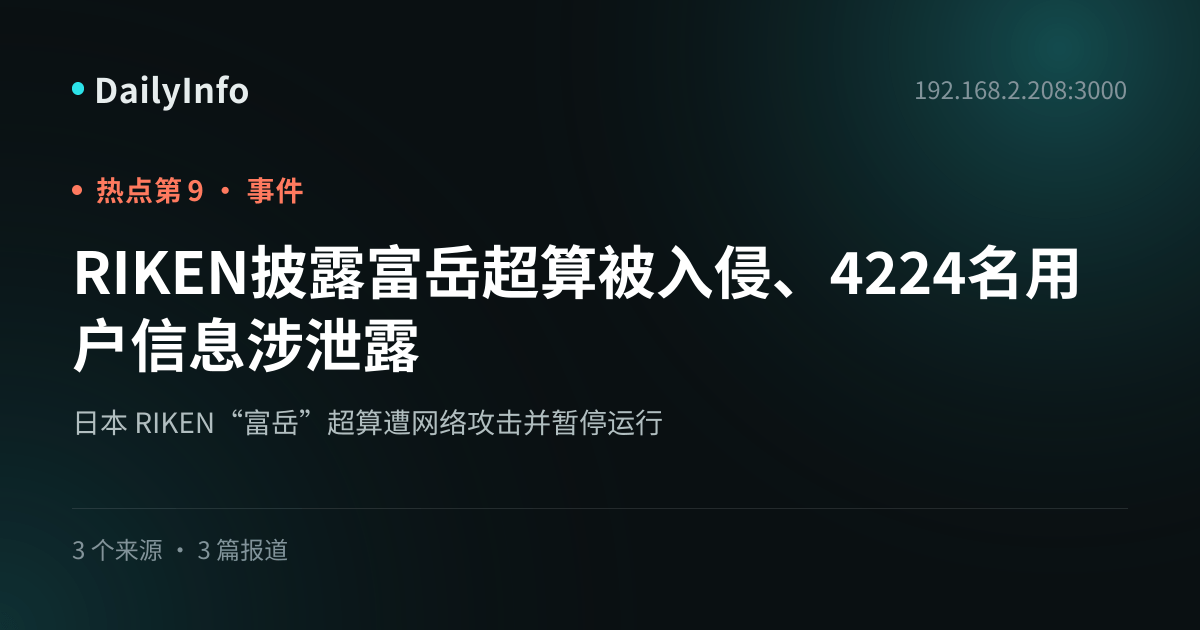 DailyInfo
192.168.2.208:3000
热点第 9 · 事件
RIKEN披露富岳超算被入侵、4224名用
户信息涉泄露
日本 RIKEN“富岳”超算遭网络攻击并暂停运行
3 个来源 · 3 篇报道